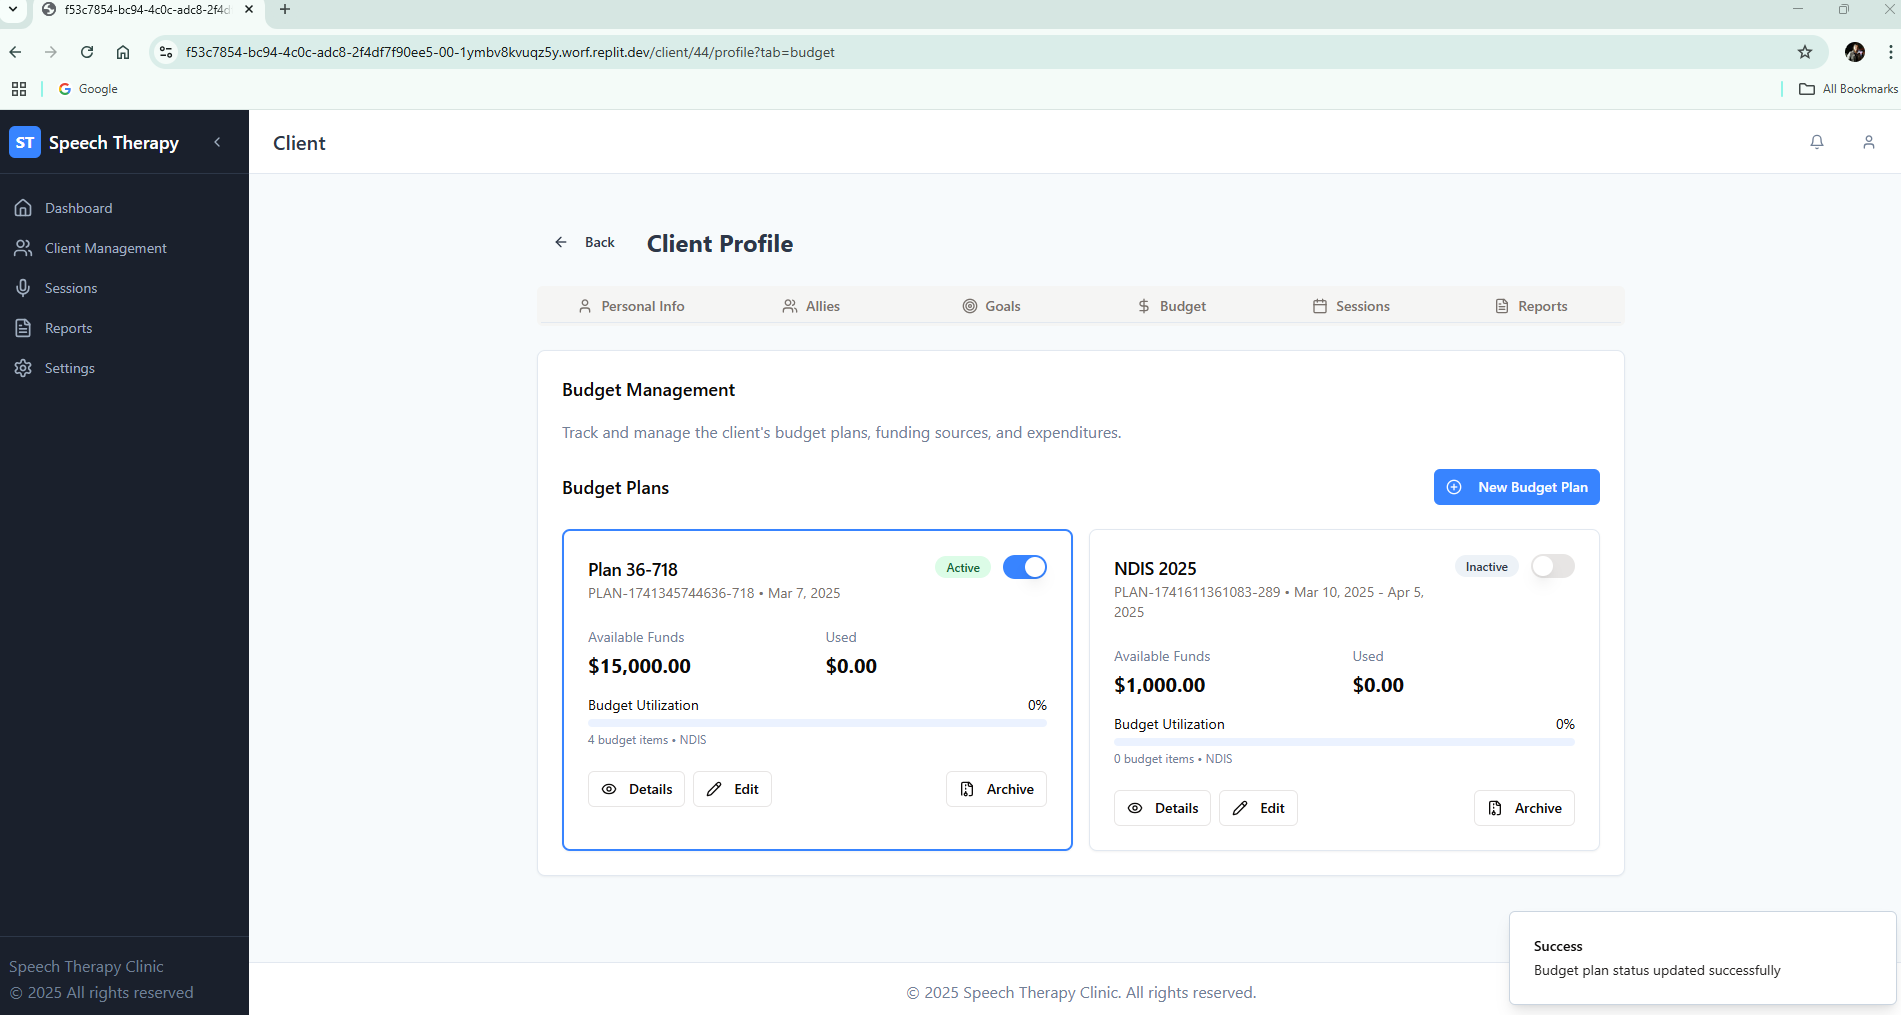 f53c7854-bc94-4c0c-adc8-2f4d
f53c7854-bc94-4c0c-adc8-2f4df7f90ee5-00-1ymbv8kvuqz5y.worf.replit.dev/client/44/profile?tab=budget
Google
All Bookmarks
ST Speech Therapy
Client
Dashboard
Client Management
Sessions
Reports
Settings
Back
Client Profile
Personal Info
Allies
Goals
Budget
Sessions
Reports
Budget Management
Track and manage the client's budget plans, funding sources, and expenditures.
Budget Plans
New Budget Plan
Plan 36-718
Active
PLAN-1741345744636-718 • Mar 7, 2025
Available Funds
Used
$15,000.00
$0.00
Budget Utilization
0%
4 budget items • NDIS
Details
Edit
Archive
NDIS 2025
Inactive
PLAN-1741611361083-289 • Mar 10, 2025 - Apr 5,
2025
Available Funds
Used
$1,000.00
$0.00
Budget Utilization
0%
0 budget items • NDIS
Details
Edit
Archive
Success
Budget plan status updated successfully
Speech Therapy Clinic
© 2025 All rights reserved
© 2025 Speech Therapy Clinic. All rights reserved.